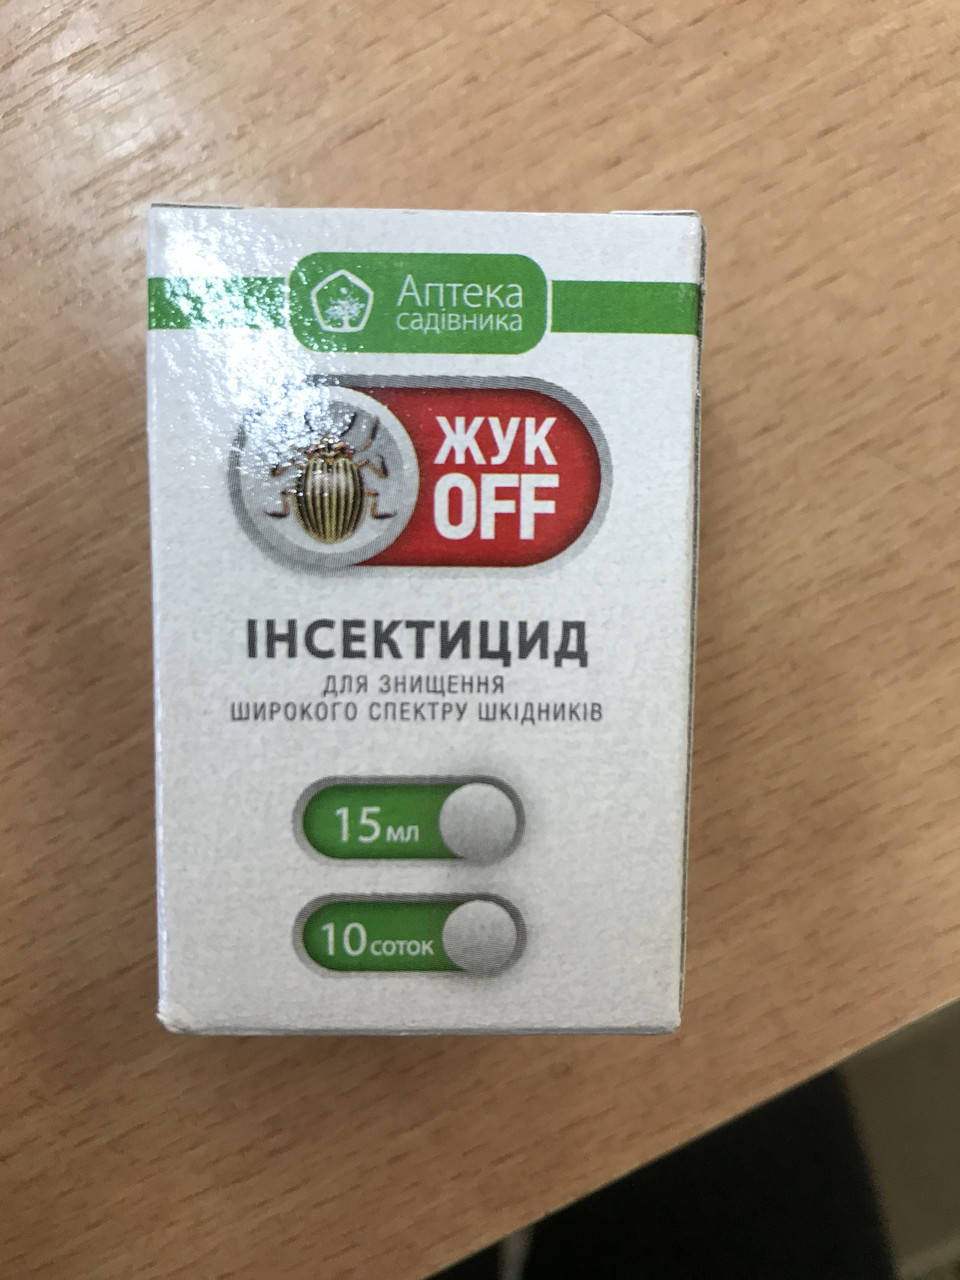 Аптека
садівника
ЖУК
OFF
ІНСЕКТИЦИД
ДЛЯ ЗНИЩЕННЯ
ШИРОКОГО СПЕКТРУ ШКІДНИКІВ
15 мл
10 соток